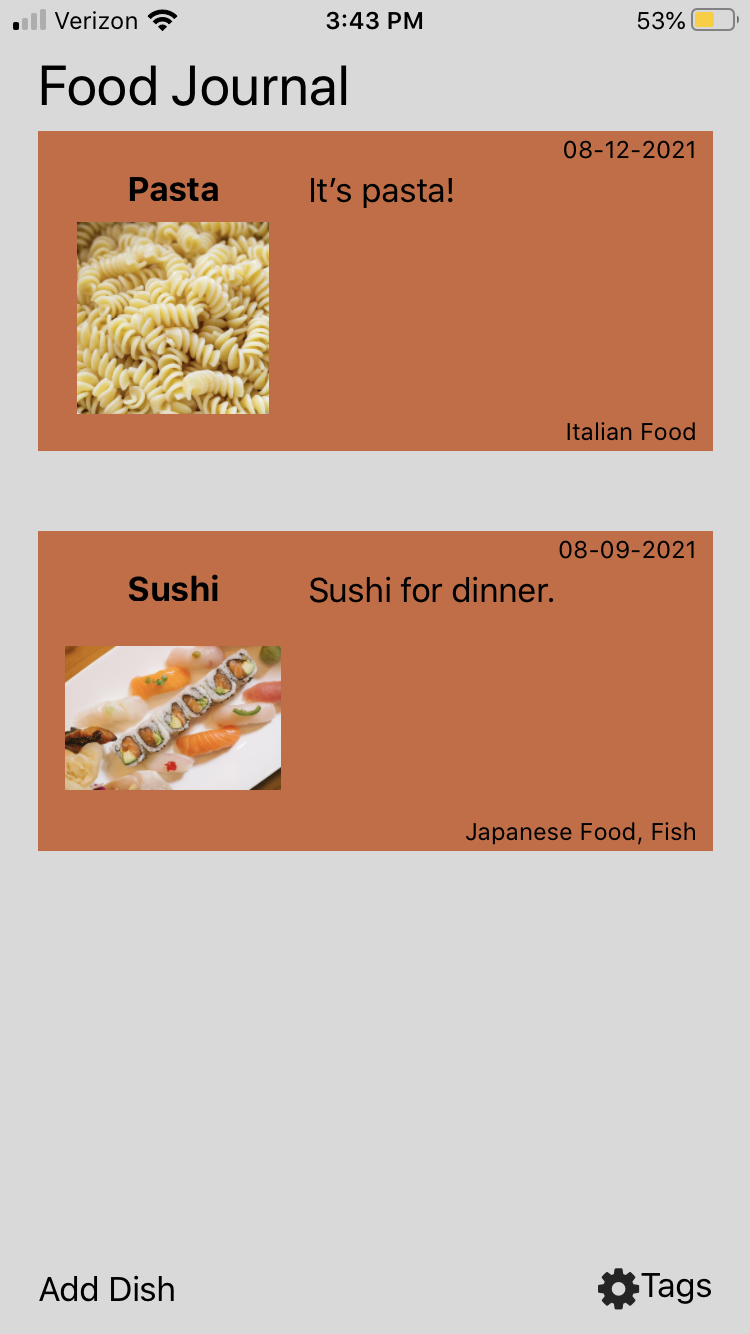 Verizon 3:43 PM 53%
Food Journal
08-12-2021
Pasta It’s pasta!
Italian Food
08-09-2021
Sushi Sushi for dinner.
Japanese Food, Fish
Add Dish Tags